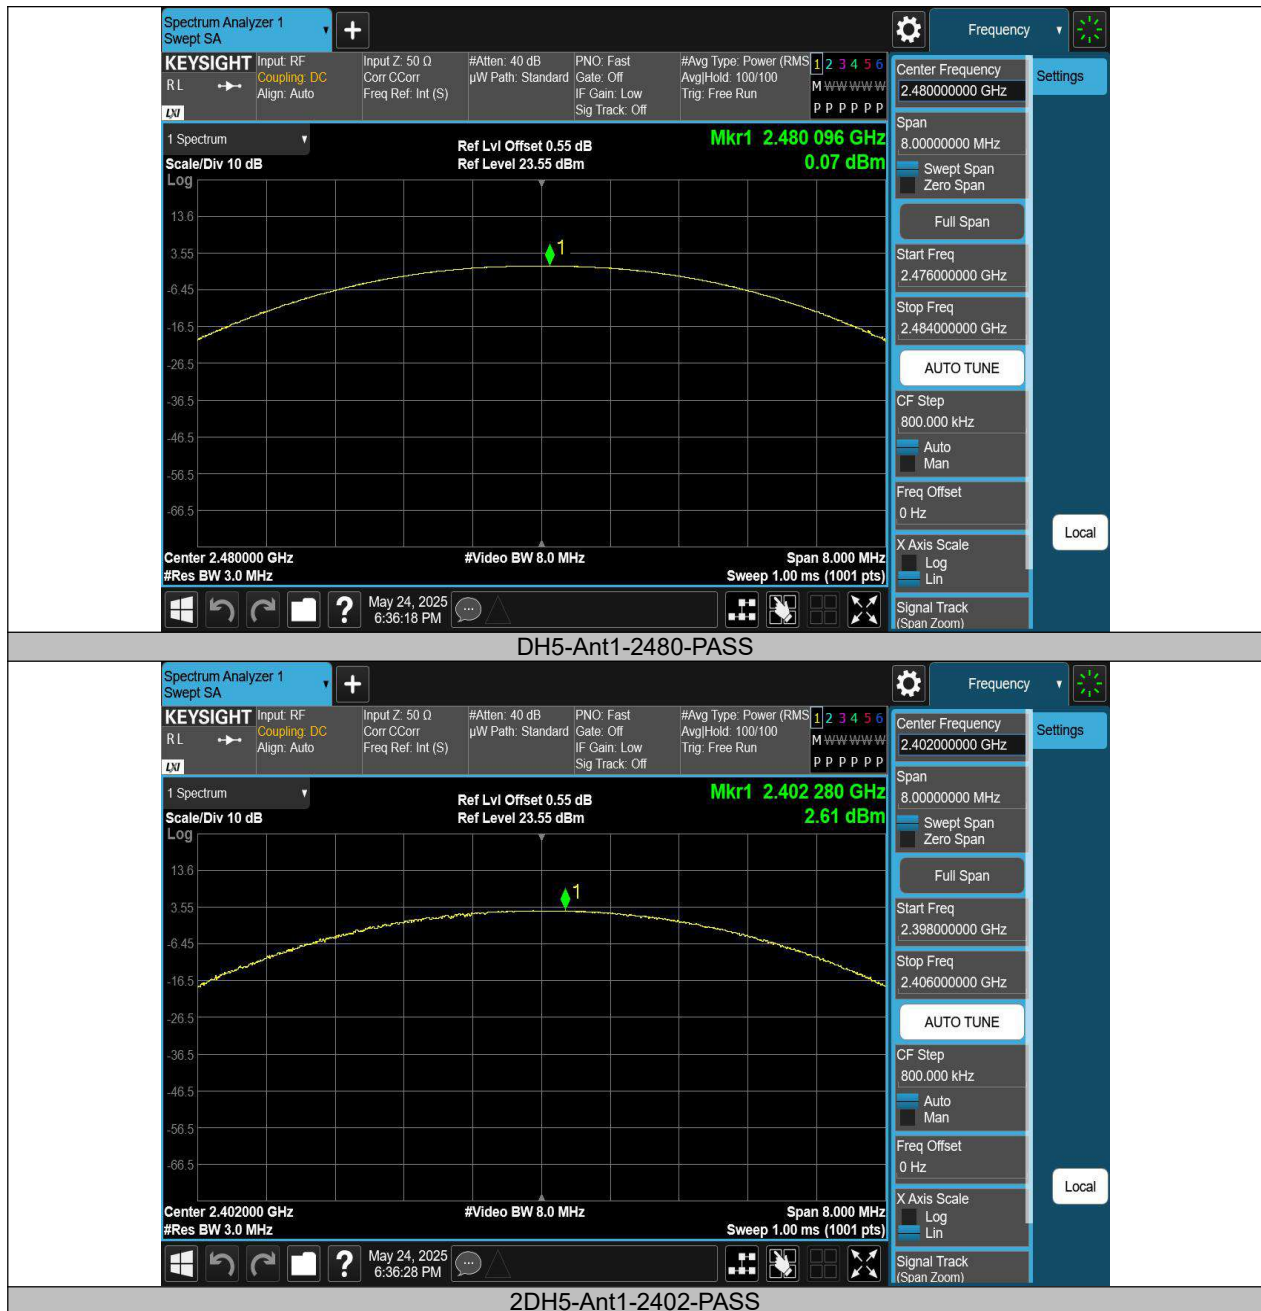 Spectrum Analyzer 1
Swept SA
+
Frequency
KEYSIGHT
R L
LXI
Input: RF
Coupling: DC
Align: Auto
Input Z: 50 Ω
Corr CCorr
Freq Ref: Int (S)
#Atten: 40 dB
µW Path: Standard
PNO: Fast
Gate: Off
IF Gain: Low
Sig Track: Off
#Avg Type: Power (RMS
Avg|Hold: 100/100
Trig: Free Run
1 2 3 4 5 6
M W W W W W
P P P P P P
1 Spectrum
Scale/Div 10 dB
Log
Ref Lvl Offset 0.55 dB
Ref Level 23.55 dBm
Mkr1 2.480 096 GHz
0.07 dBm
13.6
3.55
-6.45
-16.5
-26.5
-36.5
-46.5
-56.5
-66.5
1
Center 2.480000 GHz
#Res BW 3.0 MHz
#Video BW 8.0 MHz
Span 8.000 MHz
Sweep 1.00 ms (1001 pts)
Center Frequency
2.480000000 GHz
Settings
Span
8.00000000 MHz
Swept Span
Zero Span
Full Span
Start Freq
2.476000000 GHz
Stop Freq
2.484000000 GHz
AUTO TUNE
CF Step
800.000 kHz
Auto
Man
Freq Offset
0 Hz
X Axis Scale
Log
Lin
Local
Signal Track
(Span Zoom)
?
May 24, 2025
6:36:18 PM
DH5-Ant1-2480-PASS
Spectrum Analyzer 1
Swept SA
+
Frequency
KEYSIGHT
R L
LXI
Input: RF
Coupling: DC
Align: Auto
Input Z: 50 Ω
Corr CCorr
Freq Ref: Int (S)
#Atten: 40 dB
µW Path: Standard
PNO: Fast
Gate: Off
IF Gain: Low
Sig Track: Off
#Avg Type: Power (RMS
Avg|Hold: 100/100
Trig: Free Run
1 2 3 4 5 6
M W W W W W
P P P P P P
1 Spectrum
Scale/Div 10 dB
Log
Ref Lvl Offset 0.55 dB
Ref Level 23.55 dBm
Mkr1 2.402 280 GHz
2.61 dBm
13.6
3.55
-6.45
-16.5
-26.5
-36.5
-46.5
-56.5
-66.5
1
Center 2.402000 GHz
#Res BW 3.0 MHz
#Video BW 8.0 MHz
Span 8.000 MHz
Sweep 1.00 ms (1001 pts)
Center Frequency
2.402000000 GHz
Settings
Span
8.00000000 MHz
Swept Span
Zero Span
Full Span
Start Freq
2.398000000 GHz
Stop Freq
2.406000000 GHz
AUTO TUNE
CF Step
800.000 kHz
Auto
Man
Freq Offset
0 Hz
X Axis Scale
Log
Lin
Local
Signal Track
(Span Zoom)
?
May 24, 2025
6:36:28 PM
2DH5-Ant1-2402-PASS